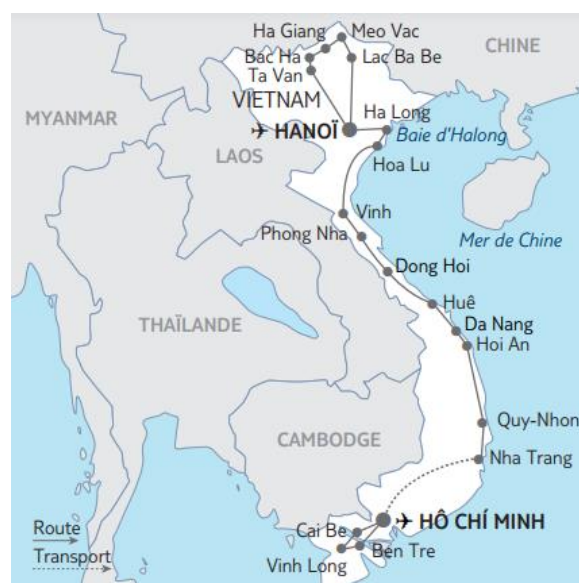 Ha Giang
Meo Vac
CHINE
Bac Ha
Lac Ba Be
Ta Van
VIETNAM
MYANMAR
Ha Long
✈ HANOÏ
Baie d'Halong
LAOS
Hoa Lu
Vinh
Phong Nha
Mer de Chine
Dong Hoi
Huê
THAÏLANDE
Da Nang
Hoi An
Quy-Nhon
CAMBODGE
Nha Trang
✈ HÔ CHÍ MINH
Route
Cai Be
Transport
Ben Tre
Vinh Long